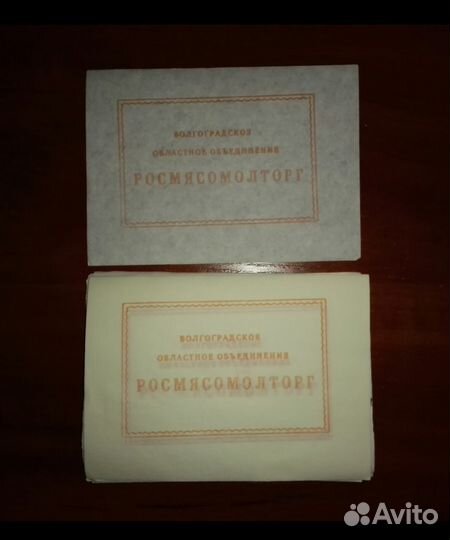 ВОЛГОГРАДСКОЕ
ОБЛАСТНОЕ ОБЪЕДИНЕНИЕ
РОСМЯСОМОЛТОРГ
ВОЛГОГРАДСКОЕ
ОБЛАСТНОЕ ОБЪЕДИНЕНИЕ
РОСМЯСОМОЛТОРГ
Avito